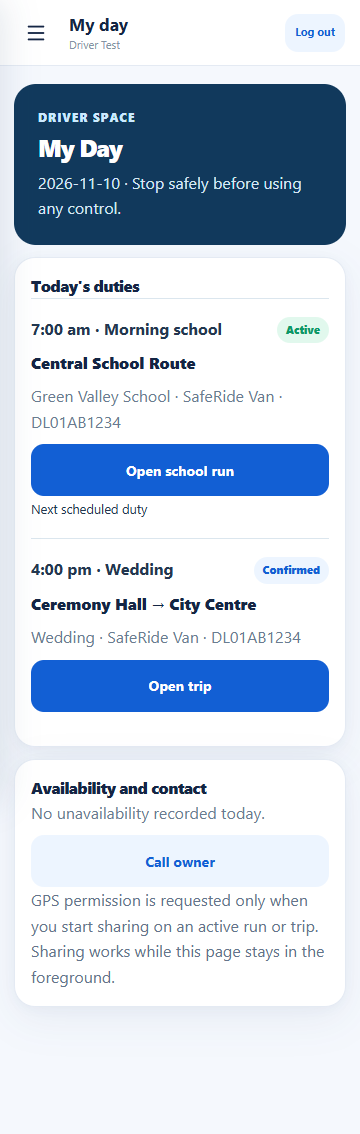 My day
Driver Test
Log out
DRIVER SPACE
My Day
2026-11-10 · Stop safely before using
any control.
Today's duties
7:00 am · Morning school
Active
Central School Route
Green Valley School · SafeRide Van ·
DL01AB1234
Open school run
Next scheduled duty
4:00 pm · Wedding
Confirmed
Ceremony Hall → City Centre
Wedding · SafeRide Van · DL01AB1234
Open trip
Availability and contact
No unavailability recorded today.
Call owner
GPS permission is requested only when
you start sharing on an active run or trip.
Sharing works while this page stays in the
foreground.